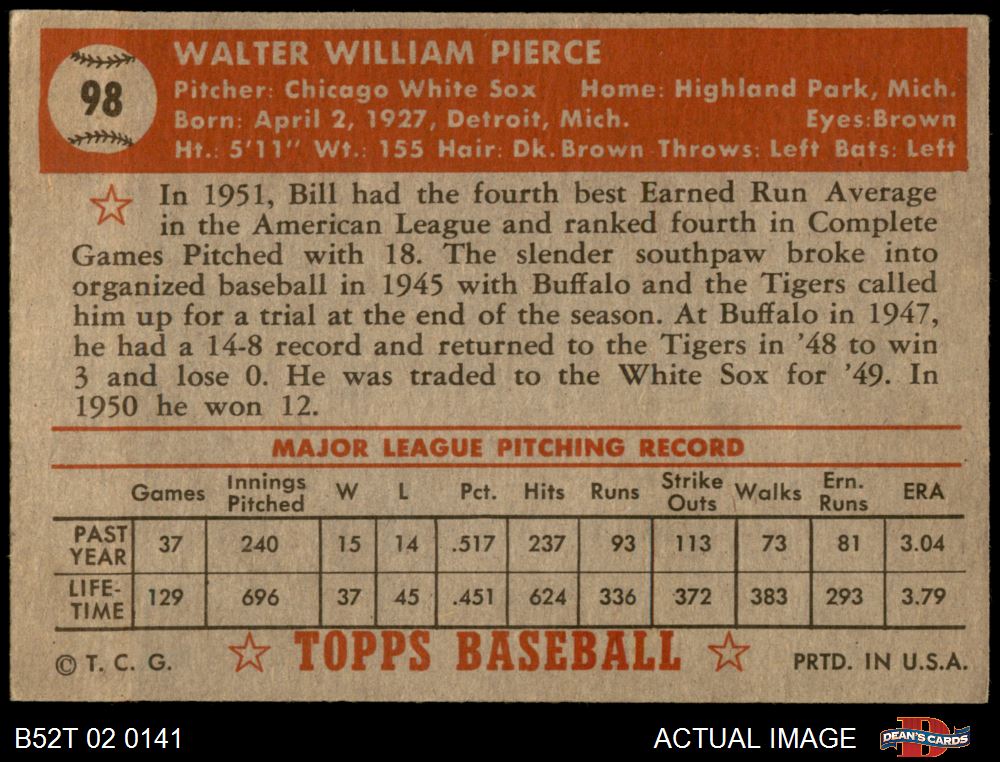 98
WALTER WILLIAM PIERCE
Pitcher: Chicago White Sox Home: Highland Park, Mich.
Born: April 2, 1927, Detroit, Mich. Eyes:Brown
Ht.: 5'11" Wt.: 155 Hair: Dk. Brown Throws: Left Bats: Left
In 1951, Bill had the fourth best Earned Run Average
in the American League and ranked fourth in Complete
Games Pitched with 18. The slender southpaw broke into
organized baseball in 1945 with Buffalo and the Tigers called
him up for a trial at the end of the season. At Buffalo in 1947,
he had a 14-8 record and returned to the Tigers in '48 to win
3 and lose 0. He was traded to the White Sox for '49. In
1950 he won 12.
MAJOR LEAGUE PITCHING RECORD
Games Innings Pitched W L Pct. Hits Runs Strike Outs Walks Ern. Runs ERA
PAST YEAR 37 240 15 14 .517 237 93 113 73 81 3.04
LIFE-TIME 129 696 37 45 .451 624 336 372 383 293 3.79
© T. C. G. TOPPS BASEBALL PRTD. IN U.S.A.
B52T 02 0141 ACTUAL IMAGE DEAN'S CARDS